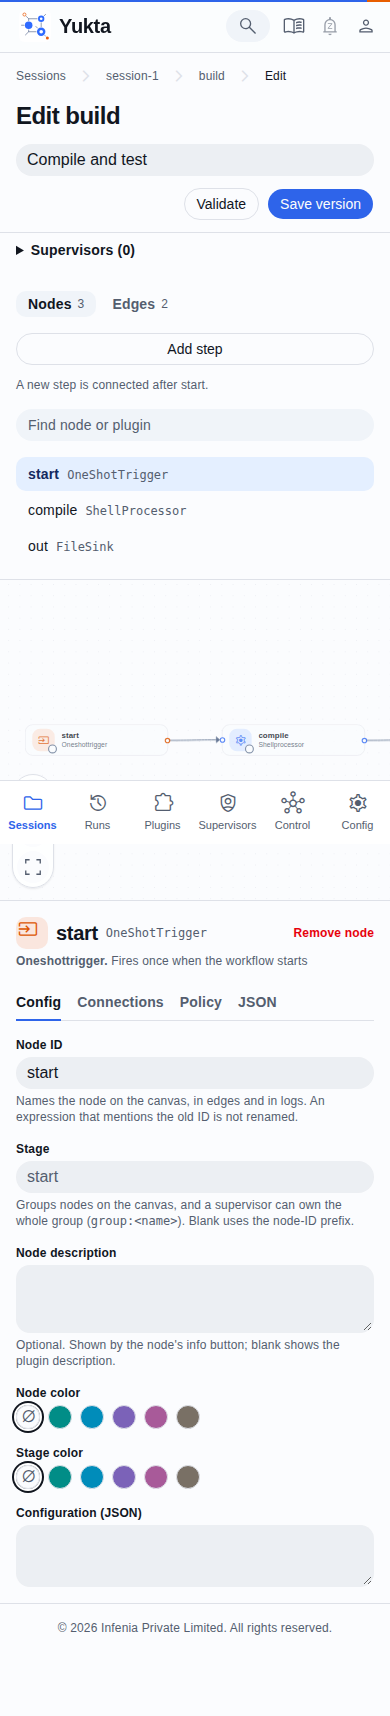 Yukta
Sessions session-1 build Edit
Edit build
Compile and test
Validate Save version
Supervisors (0)
Nodes 3 Edges 2
Add step
A new step is connected after start.
Find node or plugin
start OneShotTrigger
compile ShellProcessor
out FileSink
start compile
Oneshottrigger Shellprocessor
Sessions Runs Plugins Supervisors Control Config
start OneShotTrigger Remove node
Oneshottrigger. Fires once when the workflow starts
Config Connections Policy JSON
Node ID
start
Names the node on the canvas, in edges and in logs. An
expression that mentions the old ID is not renamed.
Stage
start
Groups nodes on the canvas, and a supervisor can own the
whole group (group:<name>). Blank uses the node-ID prefix.
Node description
Optional. Shown by the node's info button; blank shows the
plugin description.
Node color
Stage color
Configuration (JSON)
© 2026 Infenia Private Limited. All rights reserved.